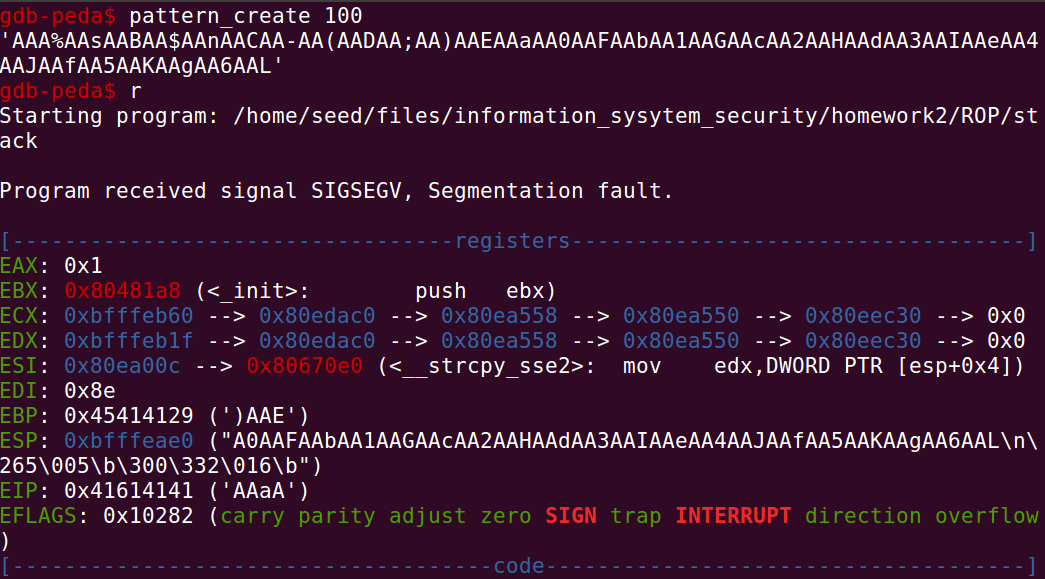 gdb-peda$ pattern_create 100
'AAA%AAsAABAA$AAnAACAA-AA(AADAA;AA)AAEAAaAA0AAFAAbAA1AAGAAcAA2AAHAAdAA3AAIAAeAA4
AAJAAfAA5AAKAAgAA6AAL'
gdb-peda$ r
Starting program: /home/seed/files/information_sysytem_security/homework2/ROP/st
ack
Program received signal SIGSEGV, Segmentation fault.
[----------------------------------registers-----------------------------------]
EAX: 0x1
EBX: 0x80481a8 (<_init>:        push   ebx)
ECX: 0xbfffeb60 --> 0x80edac0 --> 0x80ea558 --> 0x80ea550 --> 0x80eec30 --> 0x0
EDX: 0xbfffeb1f --> 0x80edac0 --> 0x80ea558 --> 0x80ea550 --> 0x80eec30 --> 0x0
ESI: 0x80ea00c --> 0x80670e0 (<__strcpy_sse2>:  mov    edx,DWORD PTR [esp+0x4])
EDI: 0x8e
EBP: 0x45414129 (')AAE')
ESP: 0xbfffeae0 ("A0AAFAAbAA1AAGAAcAA2AAHAAdAA3AAIAAeAA4AAJAAfAA5AAKAAgAA6AAL\n\
265\005\b\300\332\016\b")
EIP: 0x41614141 ('AAaA')
EFLAGS: 0x10282 (carry parity adjust zero SIGN trap INTERRUPT direction overflow
)
[-------------------------------------code-------------------------------------]